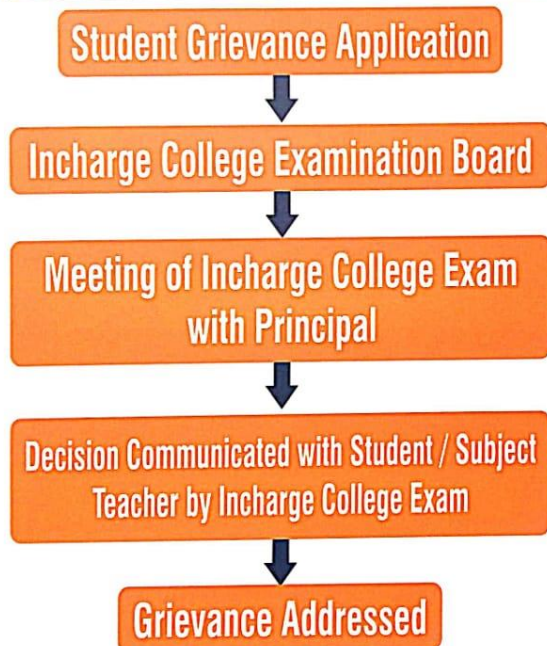 Student Grievance Application
Incharge College Examination Board
Meeting of Incharge College Exam
with Principal
Decision Communicated with Student / Subject
Teacher by Incharge College Exam
Grievance Addressed